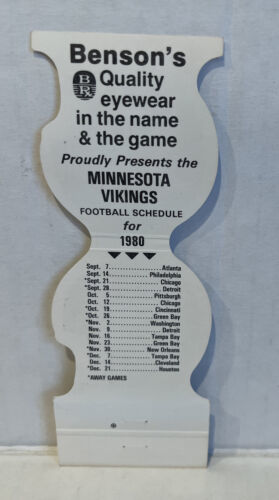 Benson's
B
Rx
Quality
eyewear
in the name
& the game
Proudly Presents the
MINNESOTA
VIKINGS
FOOTBALL SCHEDULE
for
1980
Sept. 7..............Atlanta
Sept. 14..............Philadelphia
*Sept. 21..............Chicago
*Sept. 28..............Detroit
Oct. 5..............Pittsburgh
Oct. 12..............Chicago
*Oct. 19..............Cincinnati
*Oct. 26..............Green Bay
*Nov. 2..............Washington
Nov. 9..............Detroit
Nov. 16..............Tampa Bay
Nov. 23..............Green Bay
*Nov. 30..............New Orleans
*Dec. 7..............Tampa Bay
Dec. 14..............Cleveland
*Dec. 21..............Houston
*AWAY GAMES